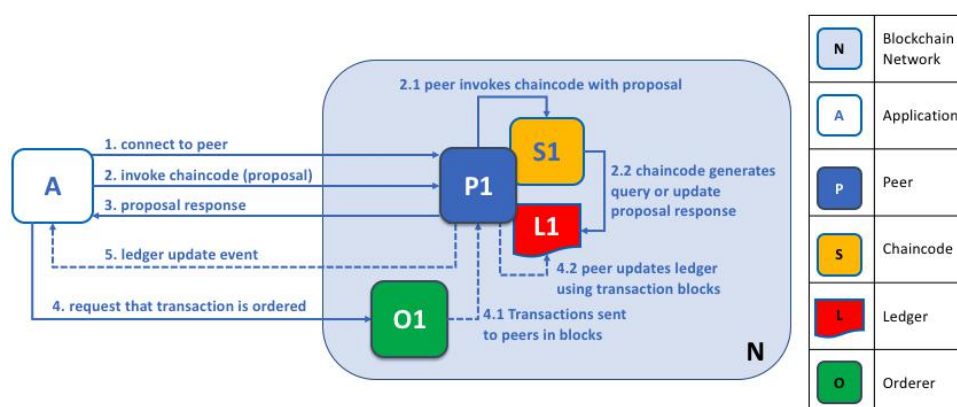 2.1 peer invokes chaincode with proposal
1. connect to peer
2. invoke chaincode (proposal)
3. proposal response
5. ledger update event
4. request that transaction is ordered
A
P1
S1
L1
O1
2.2 chaincode generates
query or update
proposal response
4.2 peer updates ledger
using transaction blocks
4.1 Transactions sent
to peers in blocks
N
N
Blockchain
Network
A
Application
P
Peer
S
Chaincode
L
Ledger
O
Orderer